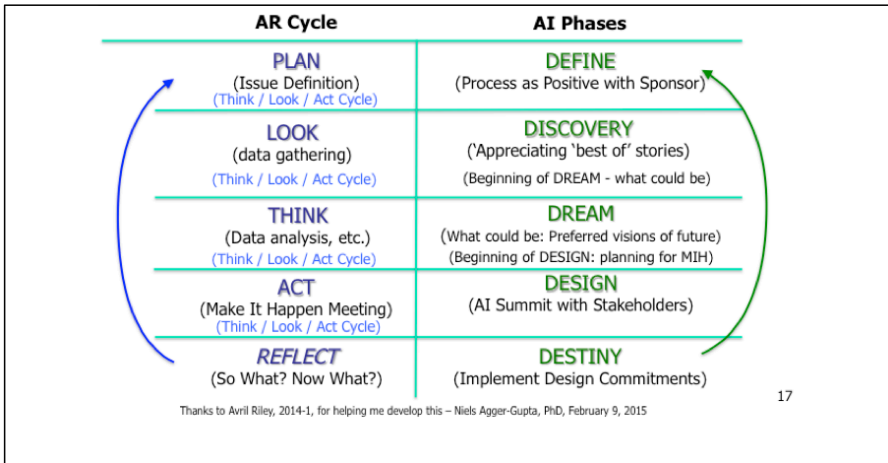 AR Cycle
AI Phases
PLAN
(Issue Definition)
(Think / Look / Act Cycle)
DEFINE
(Process as Positive with Sponsor)
LOOK
(data gathering)
(Think / Look / Act Cycle)
DISCOVERY
(‘Appreciating ‘best of’ stories)
(Beginning of DREAM - what could be)
THINK
(Data analysis, etc.)
(Think / Look / Act Cycle)
DREAM
(What could be: Preferred visions of future)
(Beginning of DESIGN: planning for MIH)
ACT
(Make It Happen Meeting)
(Think / Look / Act Cycle)
DESIGN
(AI Summit with Stakeholders)
REFLECT
(So What? Now What?)
DESTINY
(Implement Design Commitments)
17
Thanks to Avril Riley, 2014-1, for helping me develop this – Niels Agger-Gupta, PhD, February 9, 2015